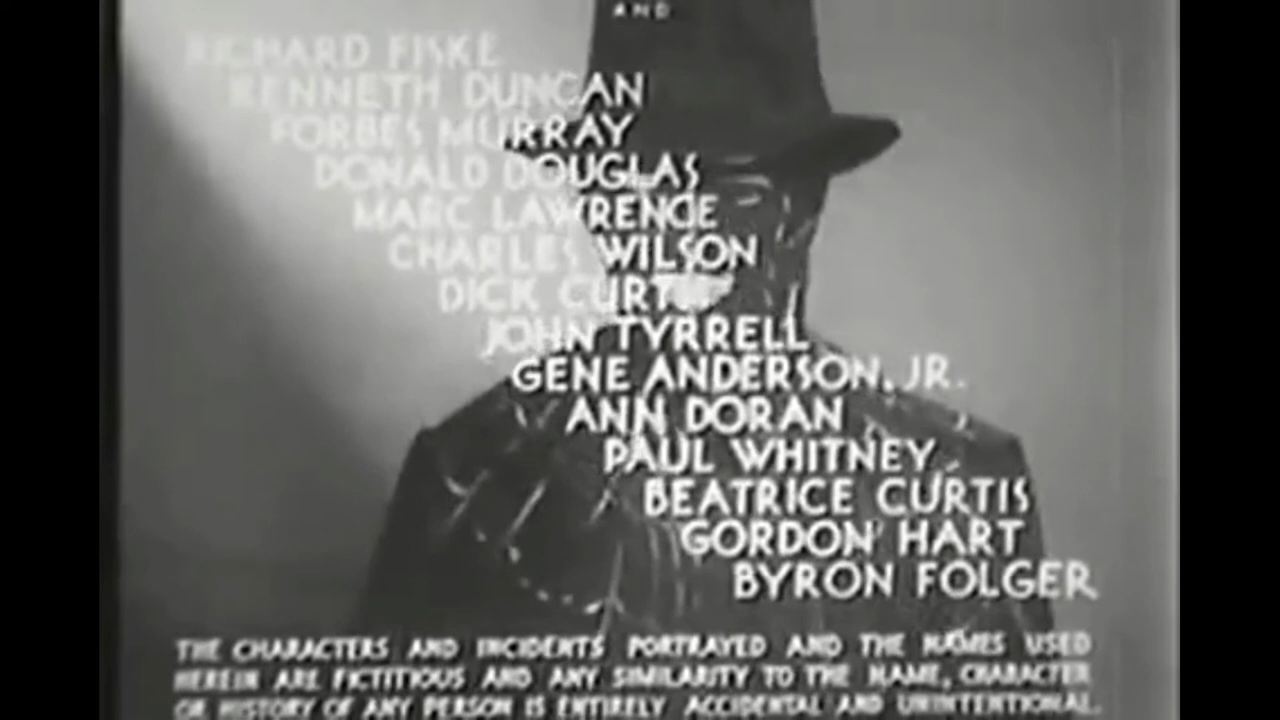 AND
RICHARD FISKE
KENNETH DUNCAN
FORBES MURRAY
DONALD DOUGLAS
MARC LAWRENCE
CHARLES WILSON
DICK CURTIS
JOHN TYRRELL
GENE ANDERSON, JR.
ANN DORAN
PAUL WHITNEY
BEATRICE CURTIS
GORDON HART
BYRON FOLGER
THE CHARACTERS AND INCIDENTS PORTRAYED AND THE NAMES USED
HEREIN ARE FICTITIOUS AND ANY SIMILARITY TO THE NAME, CHARACTER
OR HISTORY OF ANY PERSON IS ENTIRELY ACCIDENTAL AND UNINTENTIONAL.